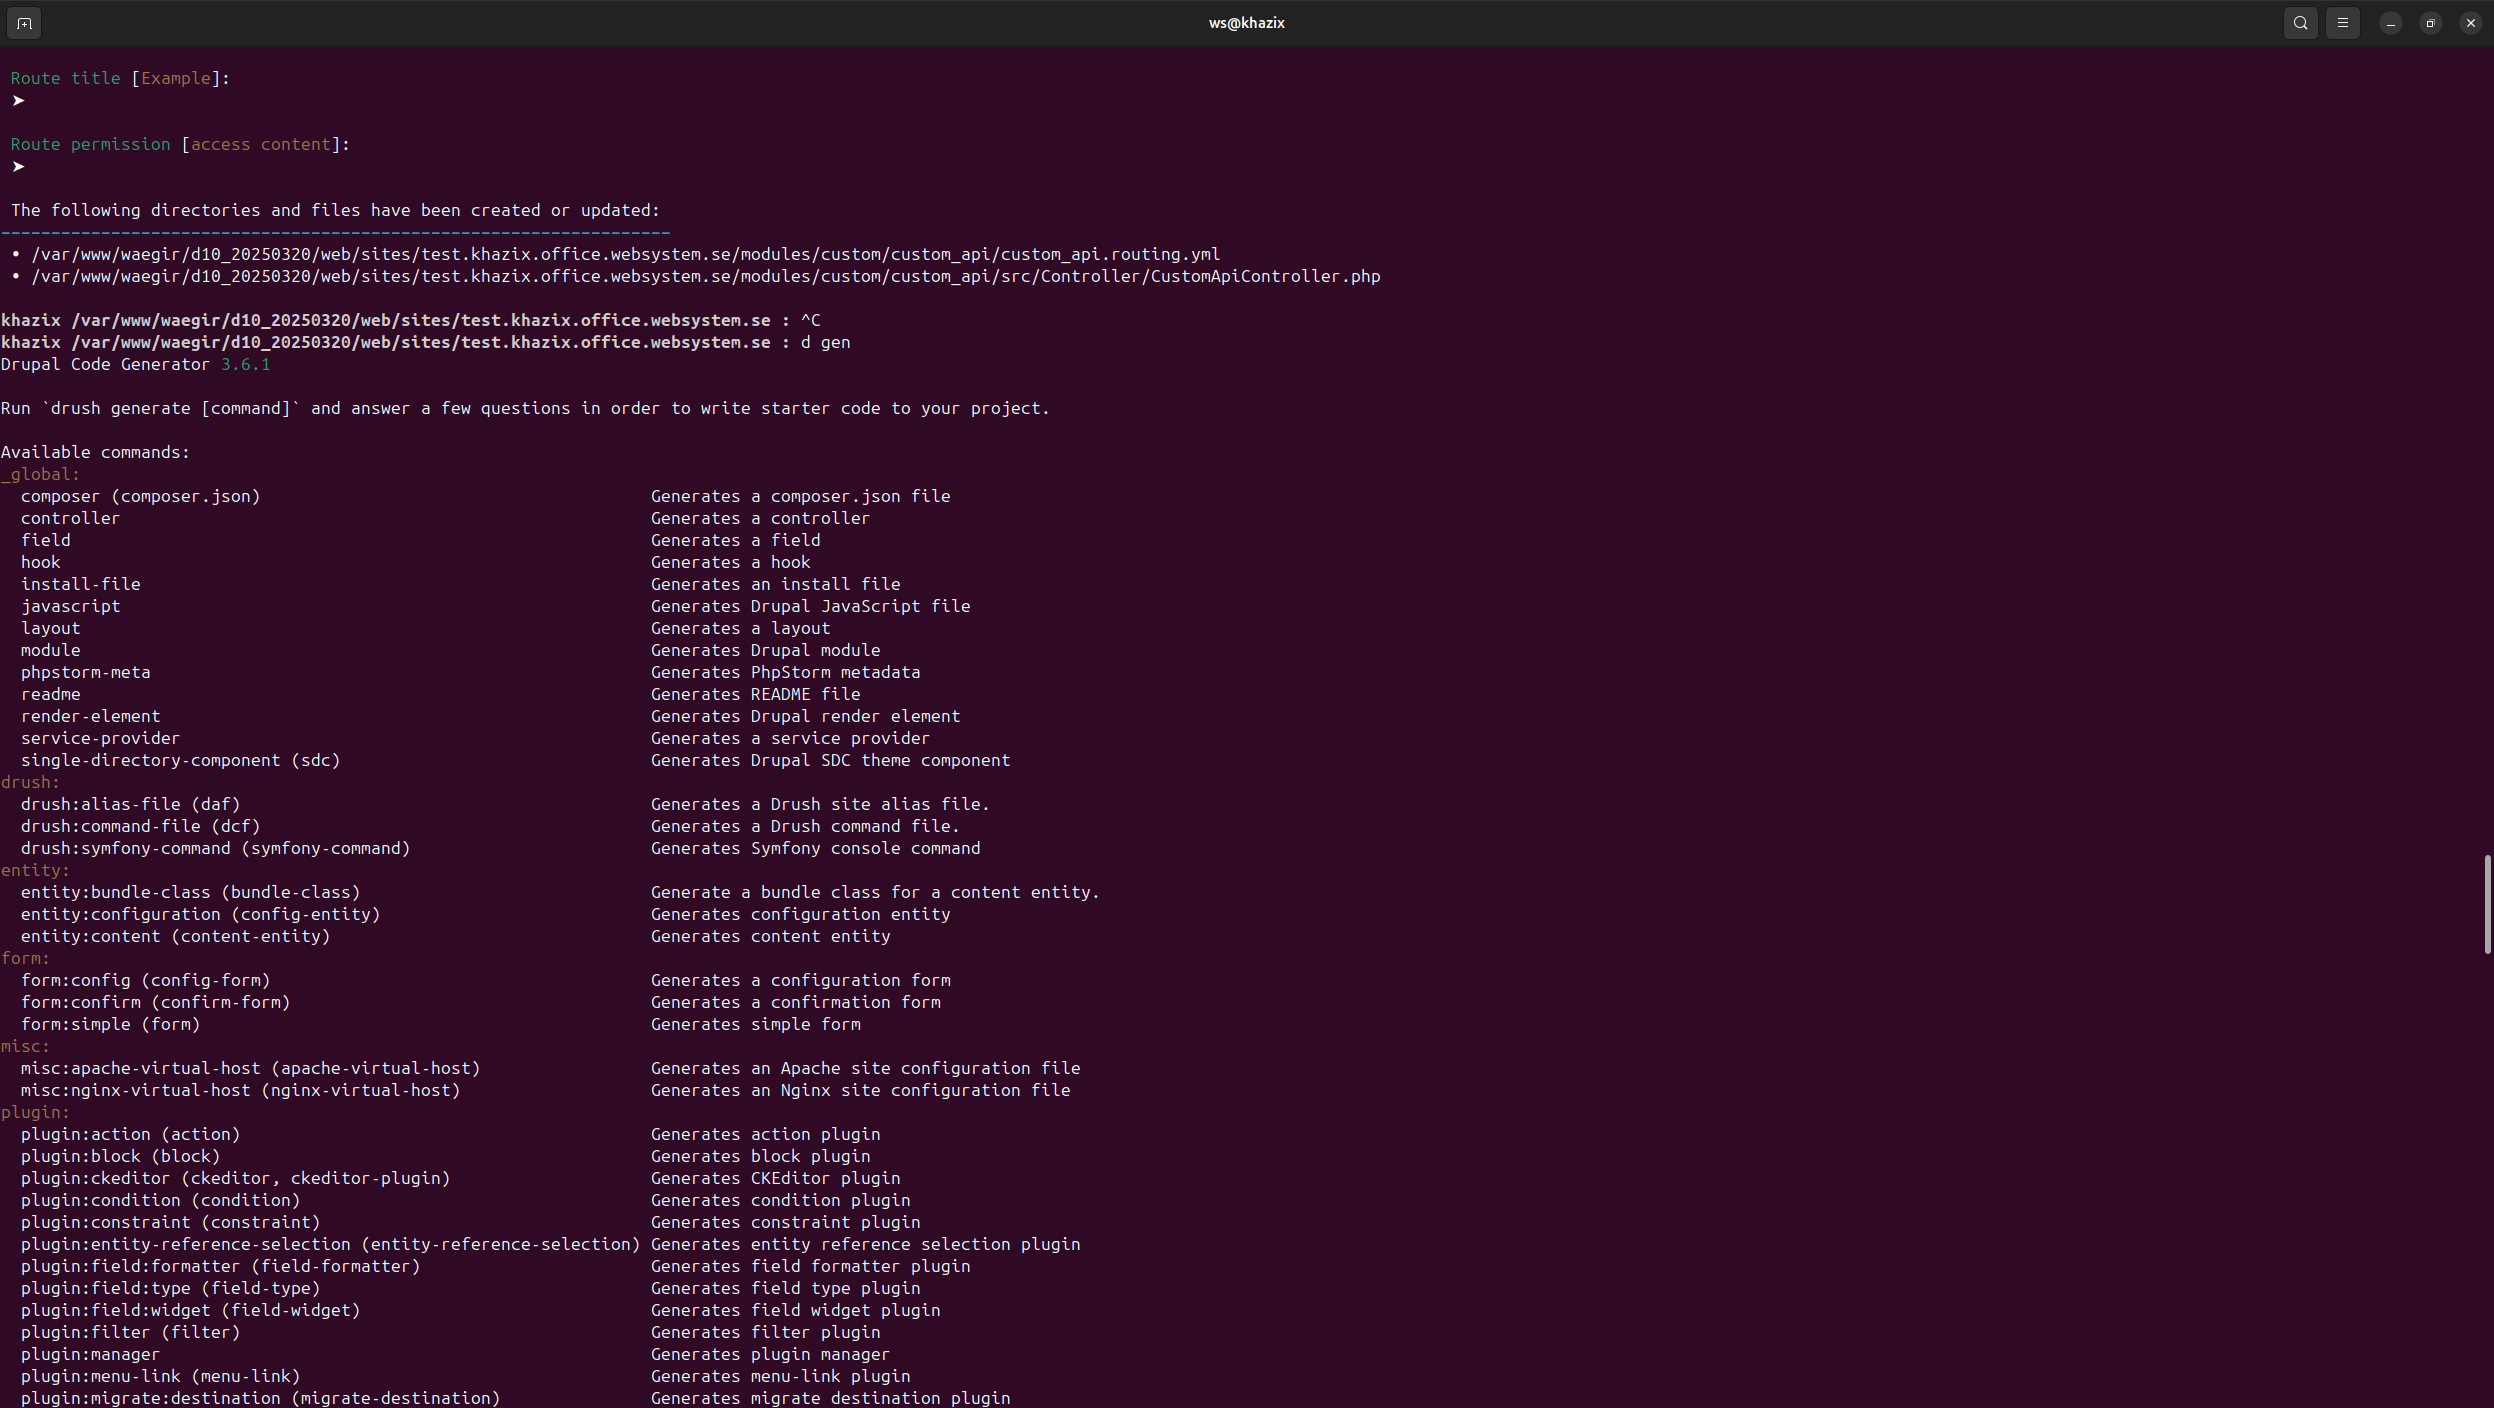 ws@khazix
Route title [Example]:
➤
Route permission [access content]:
➤
The following directories and files have been created or updated:
-------------------------------------------------------------------
• /var/www/waegir/d10_20250320/web/sites/test.khazix.office.websystem.se/modules/custom/custom_api/custom_api.routing.yml
• /var/www/waegir/d10_20250320/web/sites/test.khazix.office.websystem.se/modules/custom/custom_api/src/Controller/CustomApiController.php
khazix /var/www/waegir/d10_20250320/web/sites/test.khazix.office.websystem.se : ^C
khazix /var/www/waegir/d10_20250320/web/sites/test.khazix.office.websystem.se : d gen
Drupal Code Generator 3.6.1
Run `drush generate [command]` and answer a few questions in order to write starter code to your project.
Available commands:
_global:
composer (composer.json) Generates a composer.json file
controller Generates a controller
field Generates a field
hook Generates a hook
install-file Generates an install file
javascript Generates Drupal JavaScript file
layout Generates a layout
module Generates Drupal module
phpstorm-meta Generates PhpStorm metadata
readme Generates README file
render-element Generates Drupal render element
service-provider Generates a service provider
single-directory-component (sdc) Generates Drupal SDC theme component
drush:
drush:alias-file (daf) Generates a Drush site alias file.
drush:command-file (dcf) Generates a Drush command file.
drush:symfony-command (symfony-command) Generates Symfony console command
entity:
entity:bundle-class (bundle-class) Generate a bundle class for a content entity.
entity:configuration (config-entity) Generates configuration entity
entity:content (content-entity) Generates content entity
form:
form:config (config-form) Generates a configuration form
form:confirm (confirm-form) Generates a confirmation form
form:simple (form) Generates simple form
misc:
misc:apache-virtual-host (apache-virtual-host) Generates an Apache site configuration file
misc:nginx-virtual-host (nginx-virtual-host) Generates an Nginx site configuration file
plugin:
plugin:action (action) Generates action plugin
plugin:block (block) Generates block plugin
plugin:ckeditor (ckeditor, ckeditor-plugin) Generates CKEditor plugin
plugin:condition (condition) Generates condition plugin
plugin:constraint (constraint) Generates constraint plugin
plugin:entity-reference-selection (entity-reference-selection) Generates entity reference selection plugin
plugin:field:formatter (field-formatter) Generates field formatter plugin
plugin:field:type (field-type) Generates field type plugin
plugin:field:widget (field-widget) Generates field widget plugin
plugin:filter (filter) Generates filter plugin
plugin:manager Generates plugin manager
plugin:menu-link (menu-link) Generates menu-link plugin
plugin:migrate:destination (migrate-destination) Generates migrate destination plugin